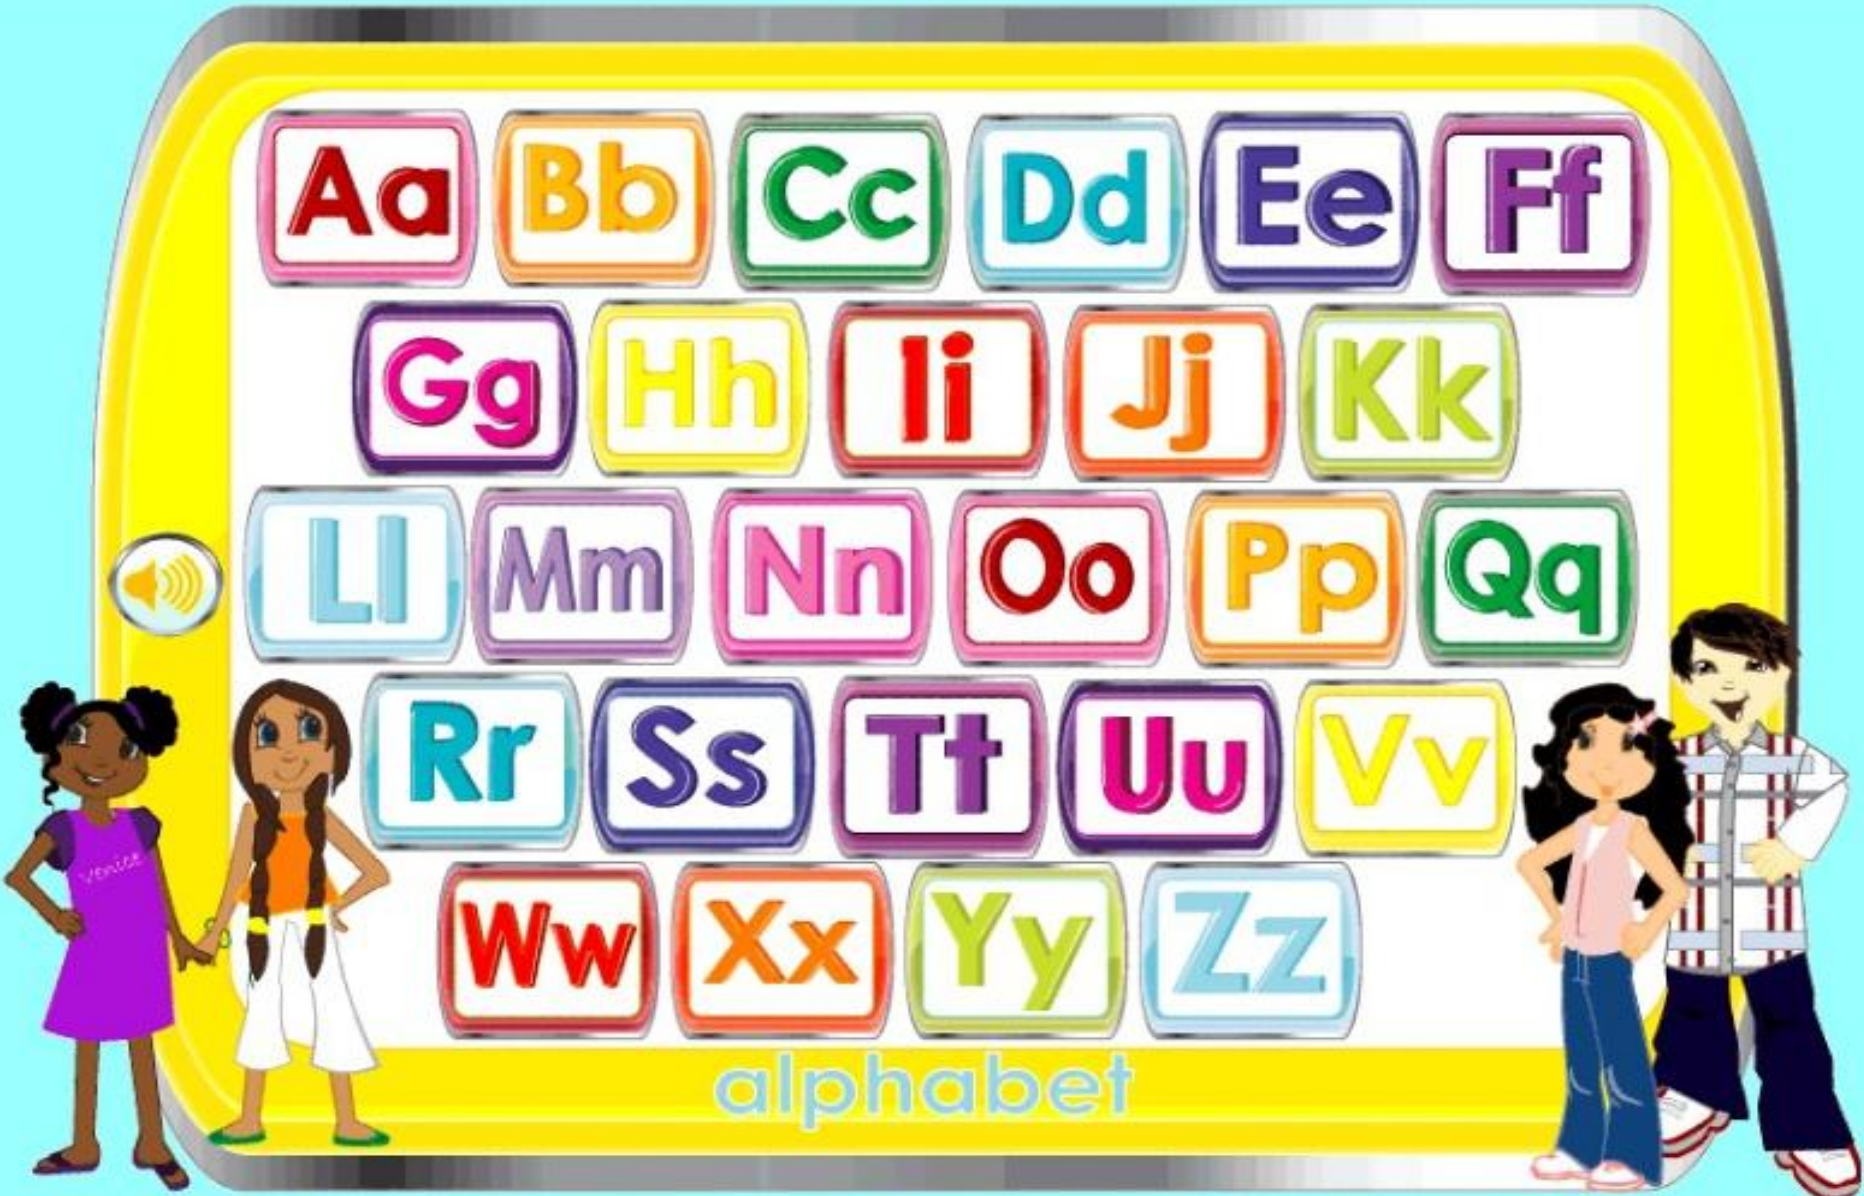 Aa Bb Cc Dd Ee Ff
Gg Hh Ii Jj Kk
Ll Mm Nn Oo Pp Qq
Rr Ss Tt Uu Vv
venice
Ww Xx Yy Zz
alphabet